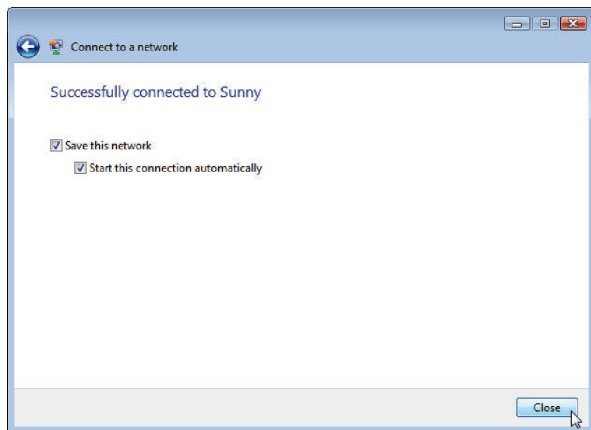 Connect to a network
Successfully connected to Sunny
Save this network
Start this connection automatically
Close